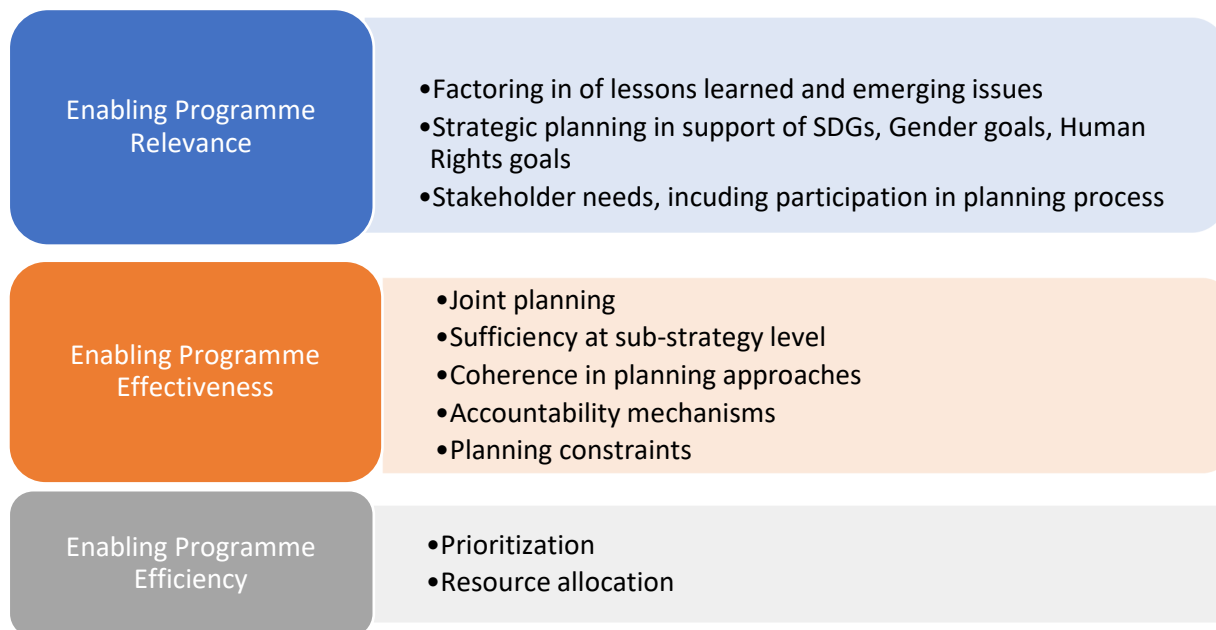 Enabling Programme
Relevance
•Factoring in of lessons learned and emerging issues
•Strategic planning in support of SDGs, Gender goals, Human
Rights goals
•Stakeholder needs, incuding participation in planning process
Enabling Programme
Effectiveness
•Joint planning
•Sufficiency at sub-strategy level
•Coherence in planning approaches
•Accountability mechanisms
•Planning constraints
Enabling Programme
Efficiency
•Prioritization
•Resource allocation